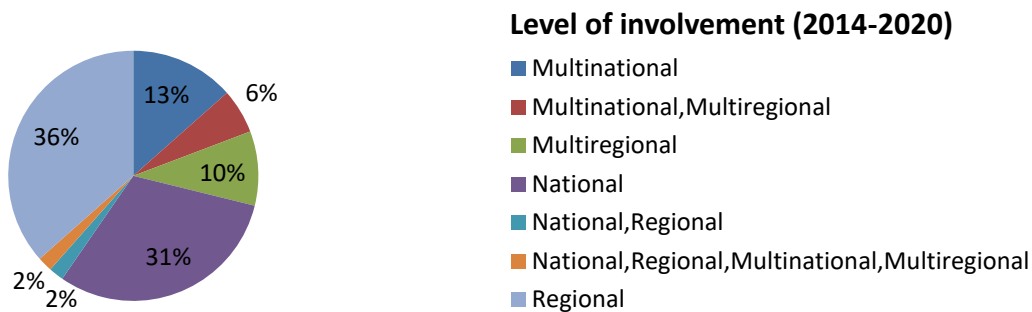 Level of involvement (2014-2020)
Multinational
Multinational,Multiregional
Multiregional
National
National,Regional
National,Regional,Multinational,Multiregional
Regional
13%
6%
10%
31%
2%
2%
36%